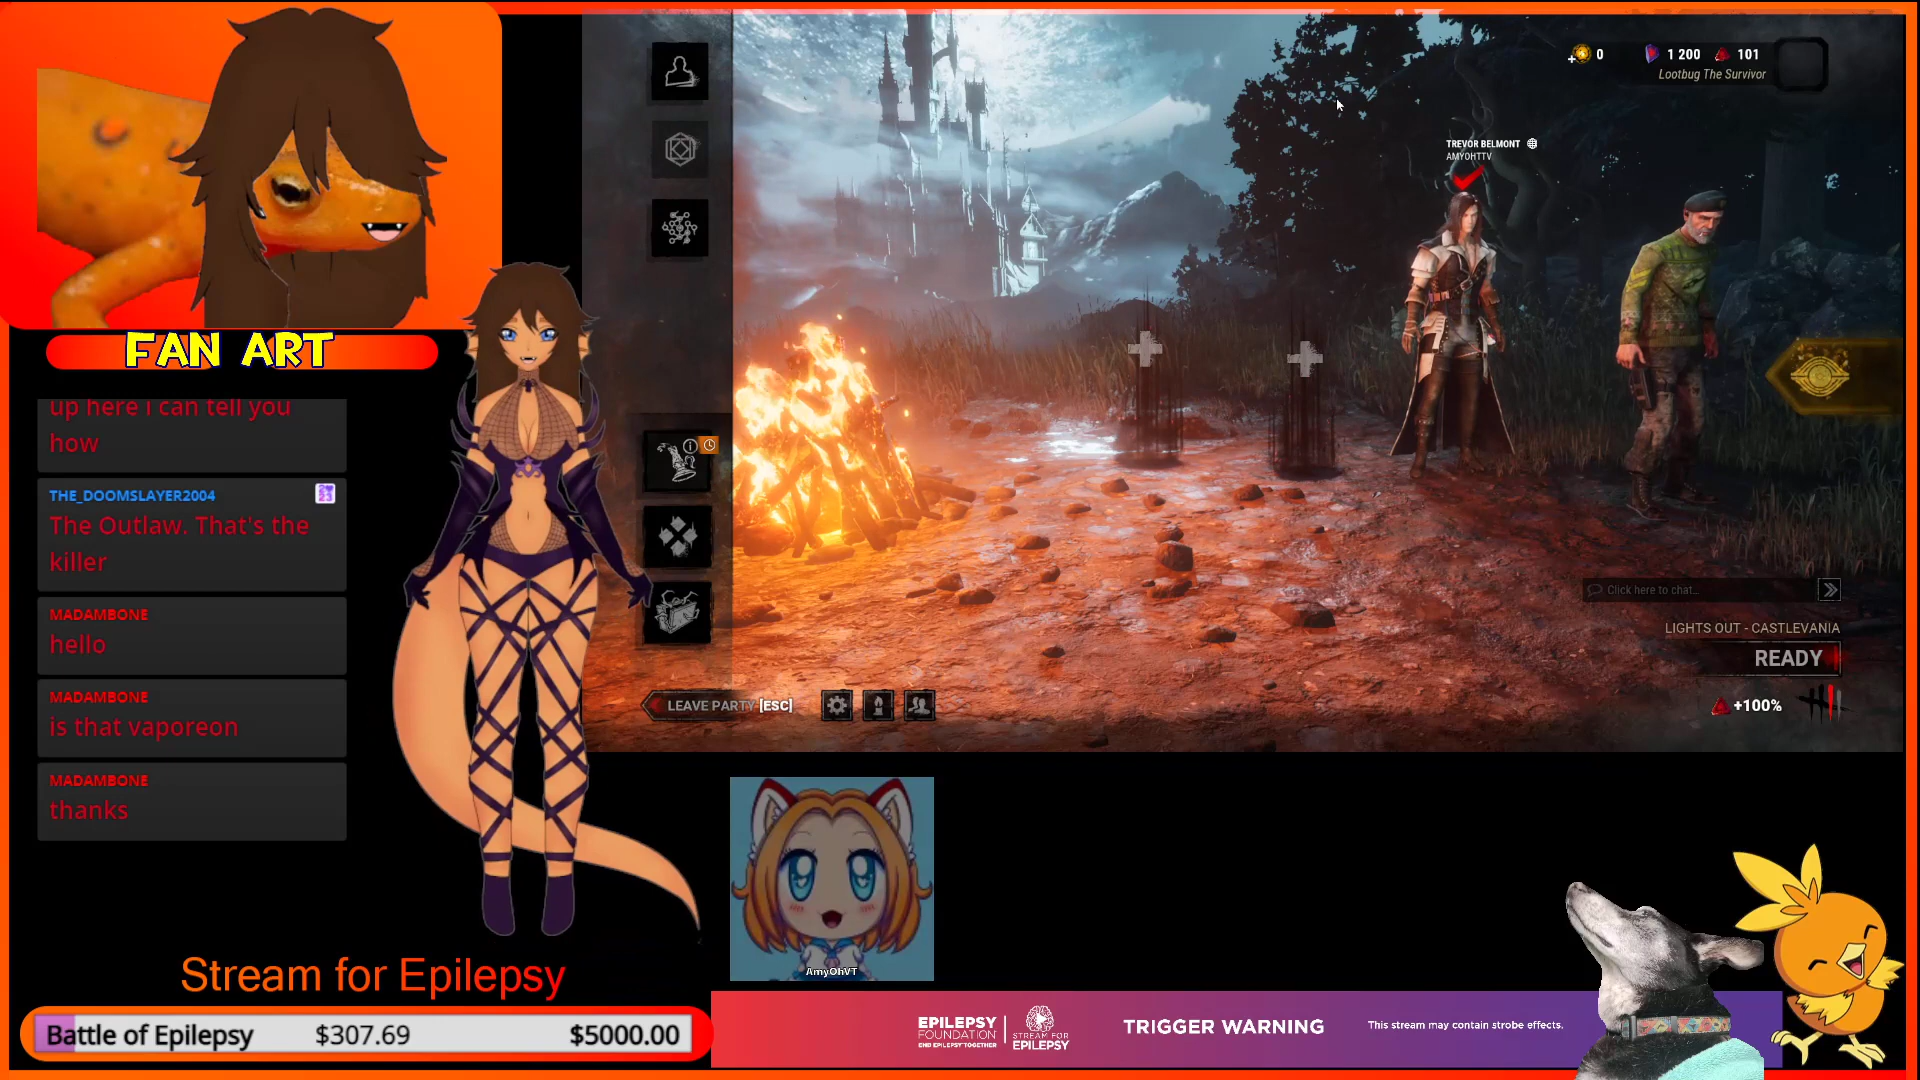 FAN ART
up here i can tell you
how
THE_DOOMSLAYER2004
The Outlaw. That's the
killer
MADAMBONE
hello
MADAMBONE
is that vaporeon
MADAMBONE
thanks
Stream for Epilepsy
Battle of Epilepsy $307.69 $5000.00
0 1 200 101
Lootbug The Survivor
TREVOR BELMONT
AMYOHTTV
Click here to chat...
LIGHTS OUT - CASTLEVANIA
READY
+100%
LEAVE PARTY [ESC]
AmyOhVT
EPILEPSY
FOUNDATION
END EPILEPSY TOGETHER
STREAM FOR
EPILEPSY
TRIGGER WARNING
This stream may contain strobe effects.